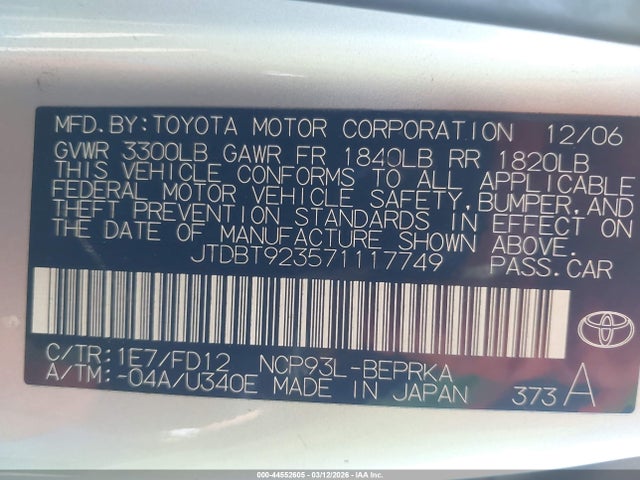 MFD.BY:TOYOTA MOTOR CORPORATION 12/06
GVWR 3300LB GAWR FR 1840LB RR 1820LB
THIS VEHICLE CONFORMS TO ALL APPLICABLE
FEDERAL MOTOR VEHICLE SAFETY,BUMPER,AND
THEFT PREVENTION STANDARDS IN EFFECT ON
THE DATE OF MANUFACTURE SHOWN ABOVE.
JTDBT923571117749 PASS.CAR
C/TR:1E7/FD12 NCP93L-BEPRKA
A/TM:-04A/U340E MADE IN JAPAN 373 A
TOYOTA
000-44552605 - 03/12/2026 - IAAI.CA